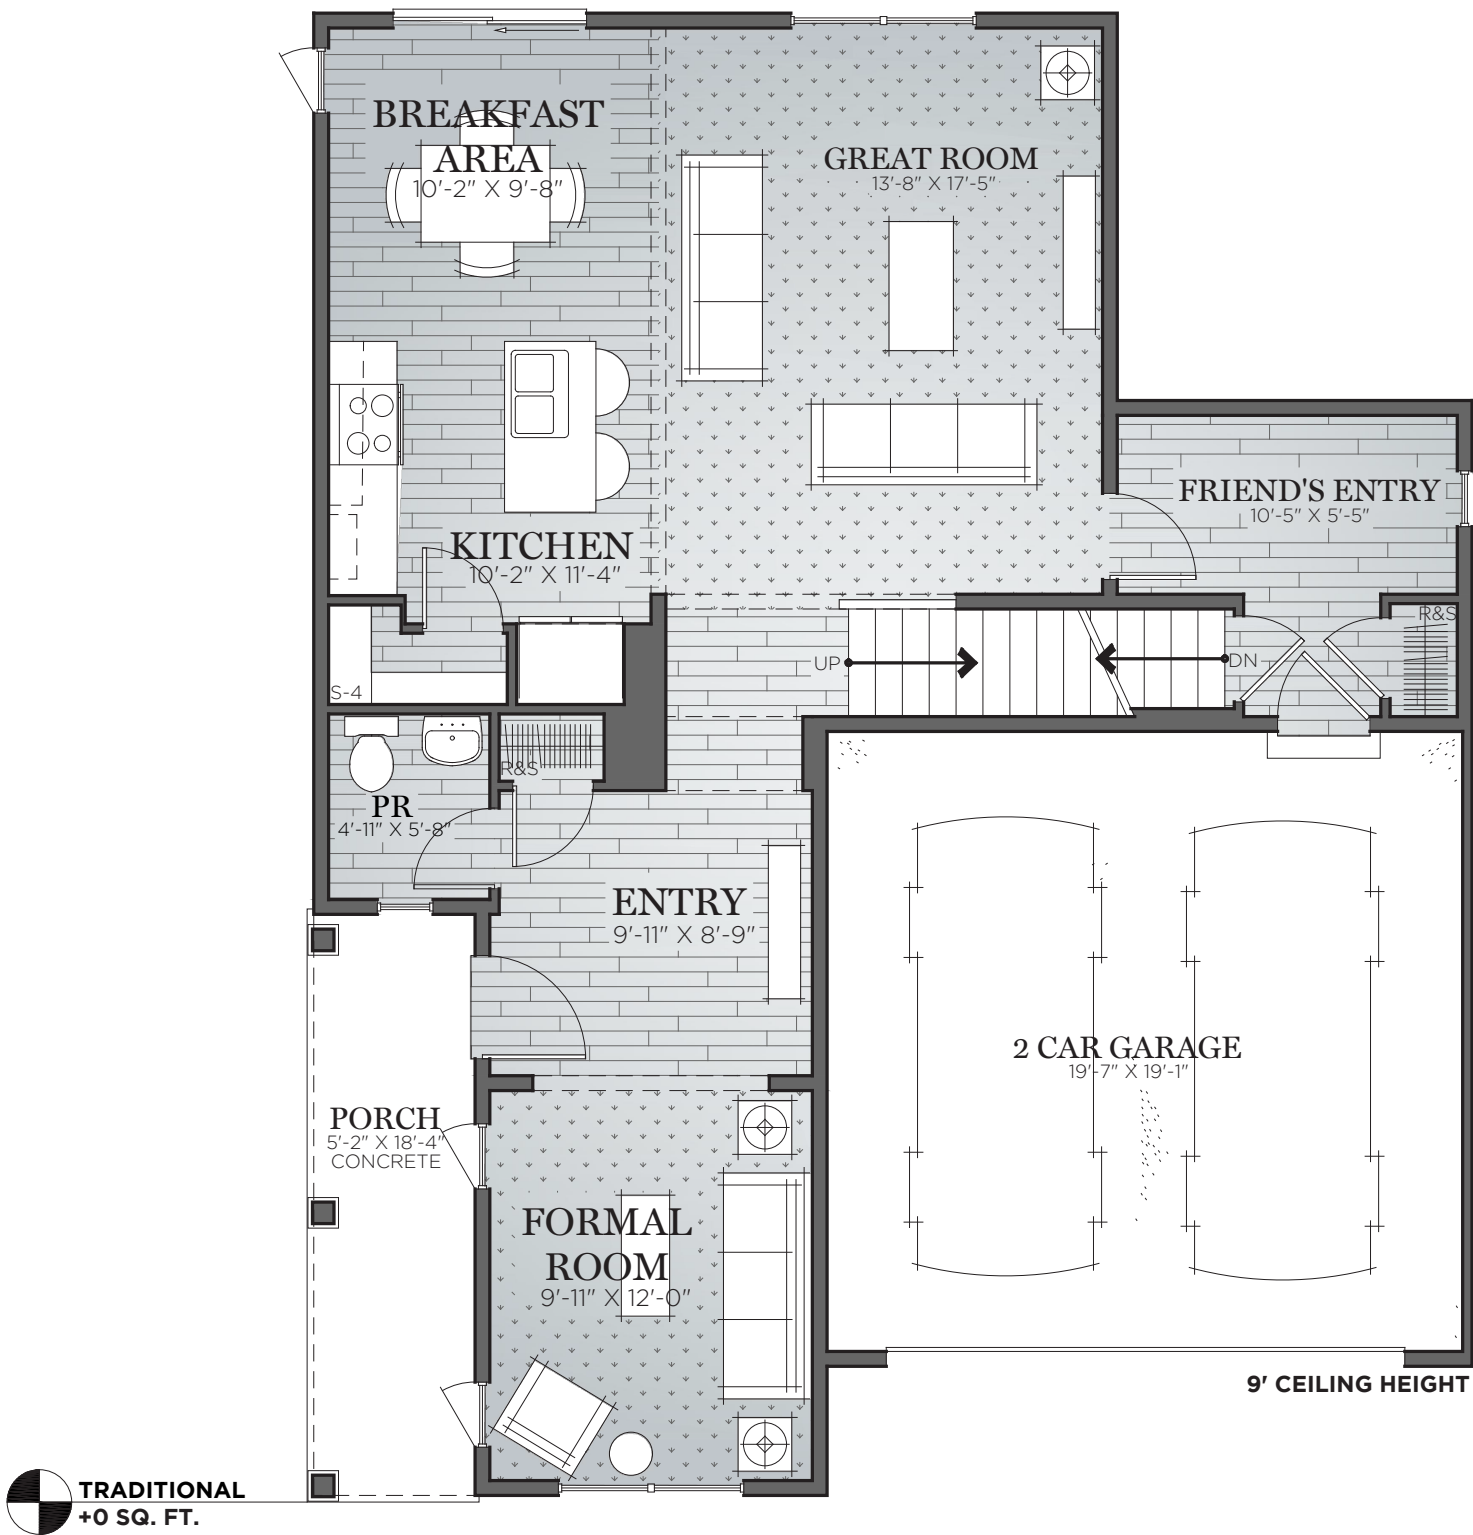 BREAKFAST
AREA
10'-2" X 9'-8"
GREAT ROOM
13'-8" X 17'-5"
FRIEND'S ENTRY
10'-5" X 5'-5"
KITCHEN
10'-2" X 11'-4"
R&S
UP
DN
S-4
R&S
PR
4'-11" X 5'-8"
ENTRY
9'-11" X 8'-9"
2 CAR GARAGE
19'-7" X 19'-1"
PORCH
5'-2" X 18'-4"
CONCRETE
FORMAL
ROOM
9'-11" X 12'-0"
9' CEILING HEIGHT
TRADITIONAL
+0 SQ. FT.